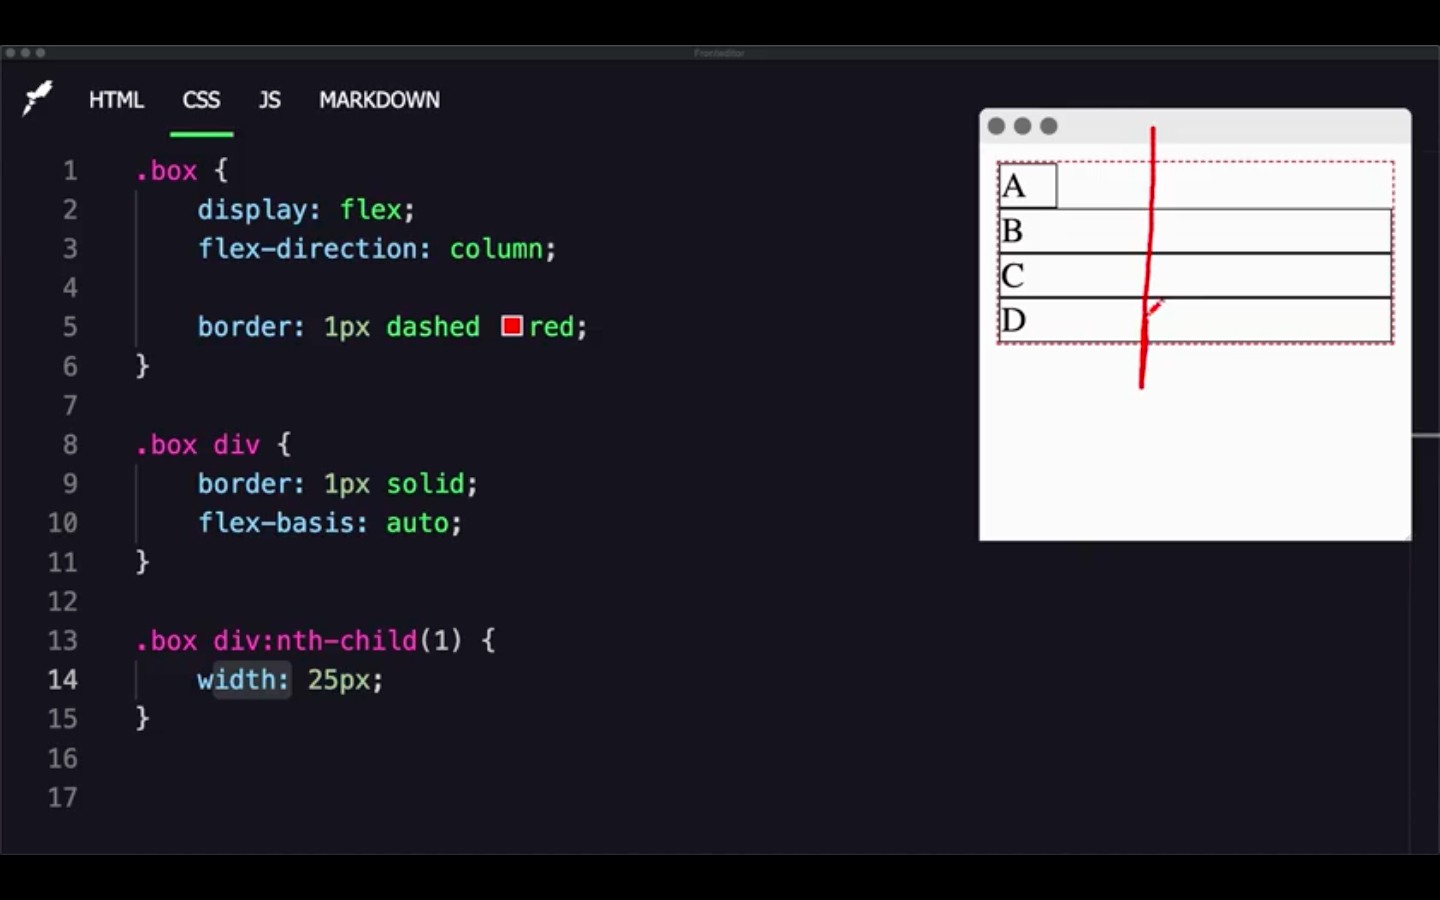 fronteditor
HTML CSS JS MARKDOWN
1 .box {
2 display: flex;
3 flex-direction: column;
4
5 border: 1px dashed red;
6 }
7
8 .box div {
9 border: 1px solid;
10 flex-basis: auto;
11 }
12
13 .box div:nth-child(1) {
14 width: 25px;
15 }
16
17
A
B
C
D